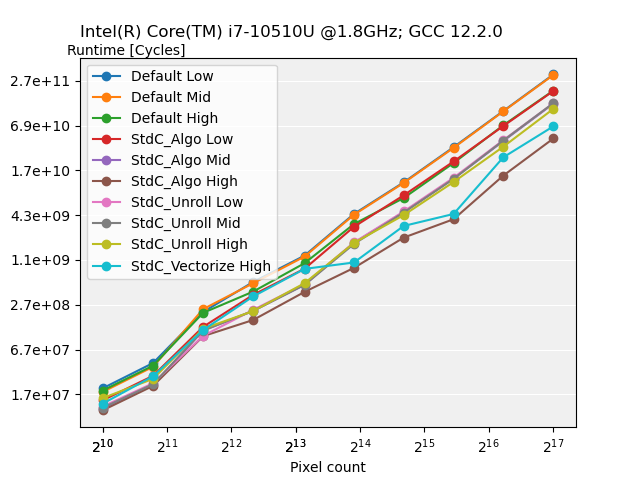 Intel(R) Core(TM) i7-10510U @1.8GHz; GCC 12.2.0
Runtime [Cycles]
2.7e+11
6.9e+10
1.7e+10
4.3e+09
1.1e+09
2.7e+08
6.7e+07
1.7e+07
Default Low
Default Mid
Default High
StdC_Algo Low
StdC_Algo Mid
StdC_Algo High
StdC_Unroll Low
StdC_Unroll Mid
StdC_Unroll High
StdC_Vectorize High
2^10 2^11 2^12 2^13 2^14 2^15 2^16 2^17
Pixel count